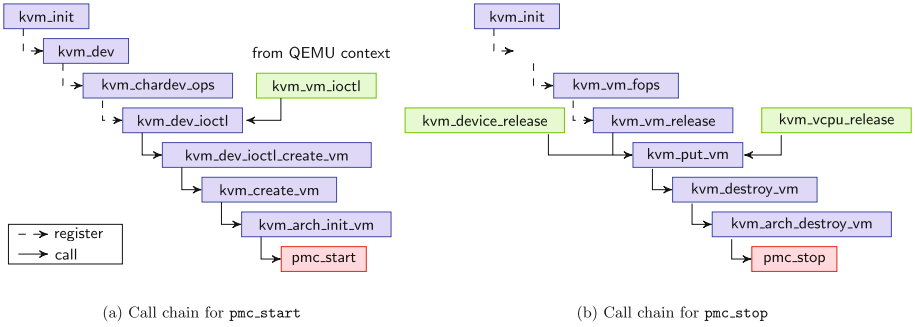 kvm_init
kvm_dev
from QEMU context
kvm_chardev_ops
kvm_vm_ioctl
kvm_dev_ioctl
kvm_dev_ioctl_create_vm
kvm_create_vm
kvm_arch_init_vm
pmc_start
register
call
(a) Call chain for pmc_start
kvm_init
kvm_vm_fops
kvm_device_release
kvm_vm_release
kvm_vcpu_release
kvm_put_vm
kvm_destroy_vm
kvm_arch_destroy_vm
pmc_stop
(b) Call chain for pmc_stop